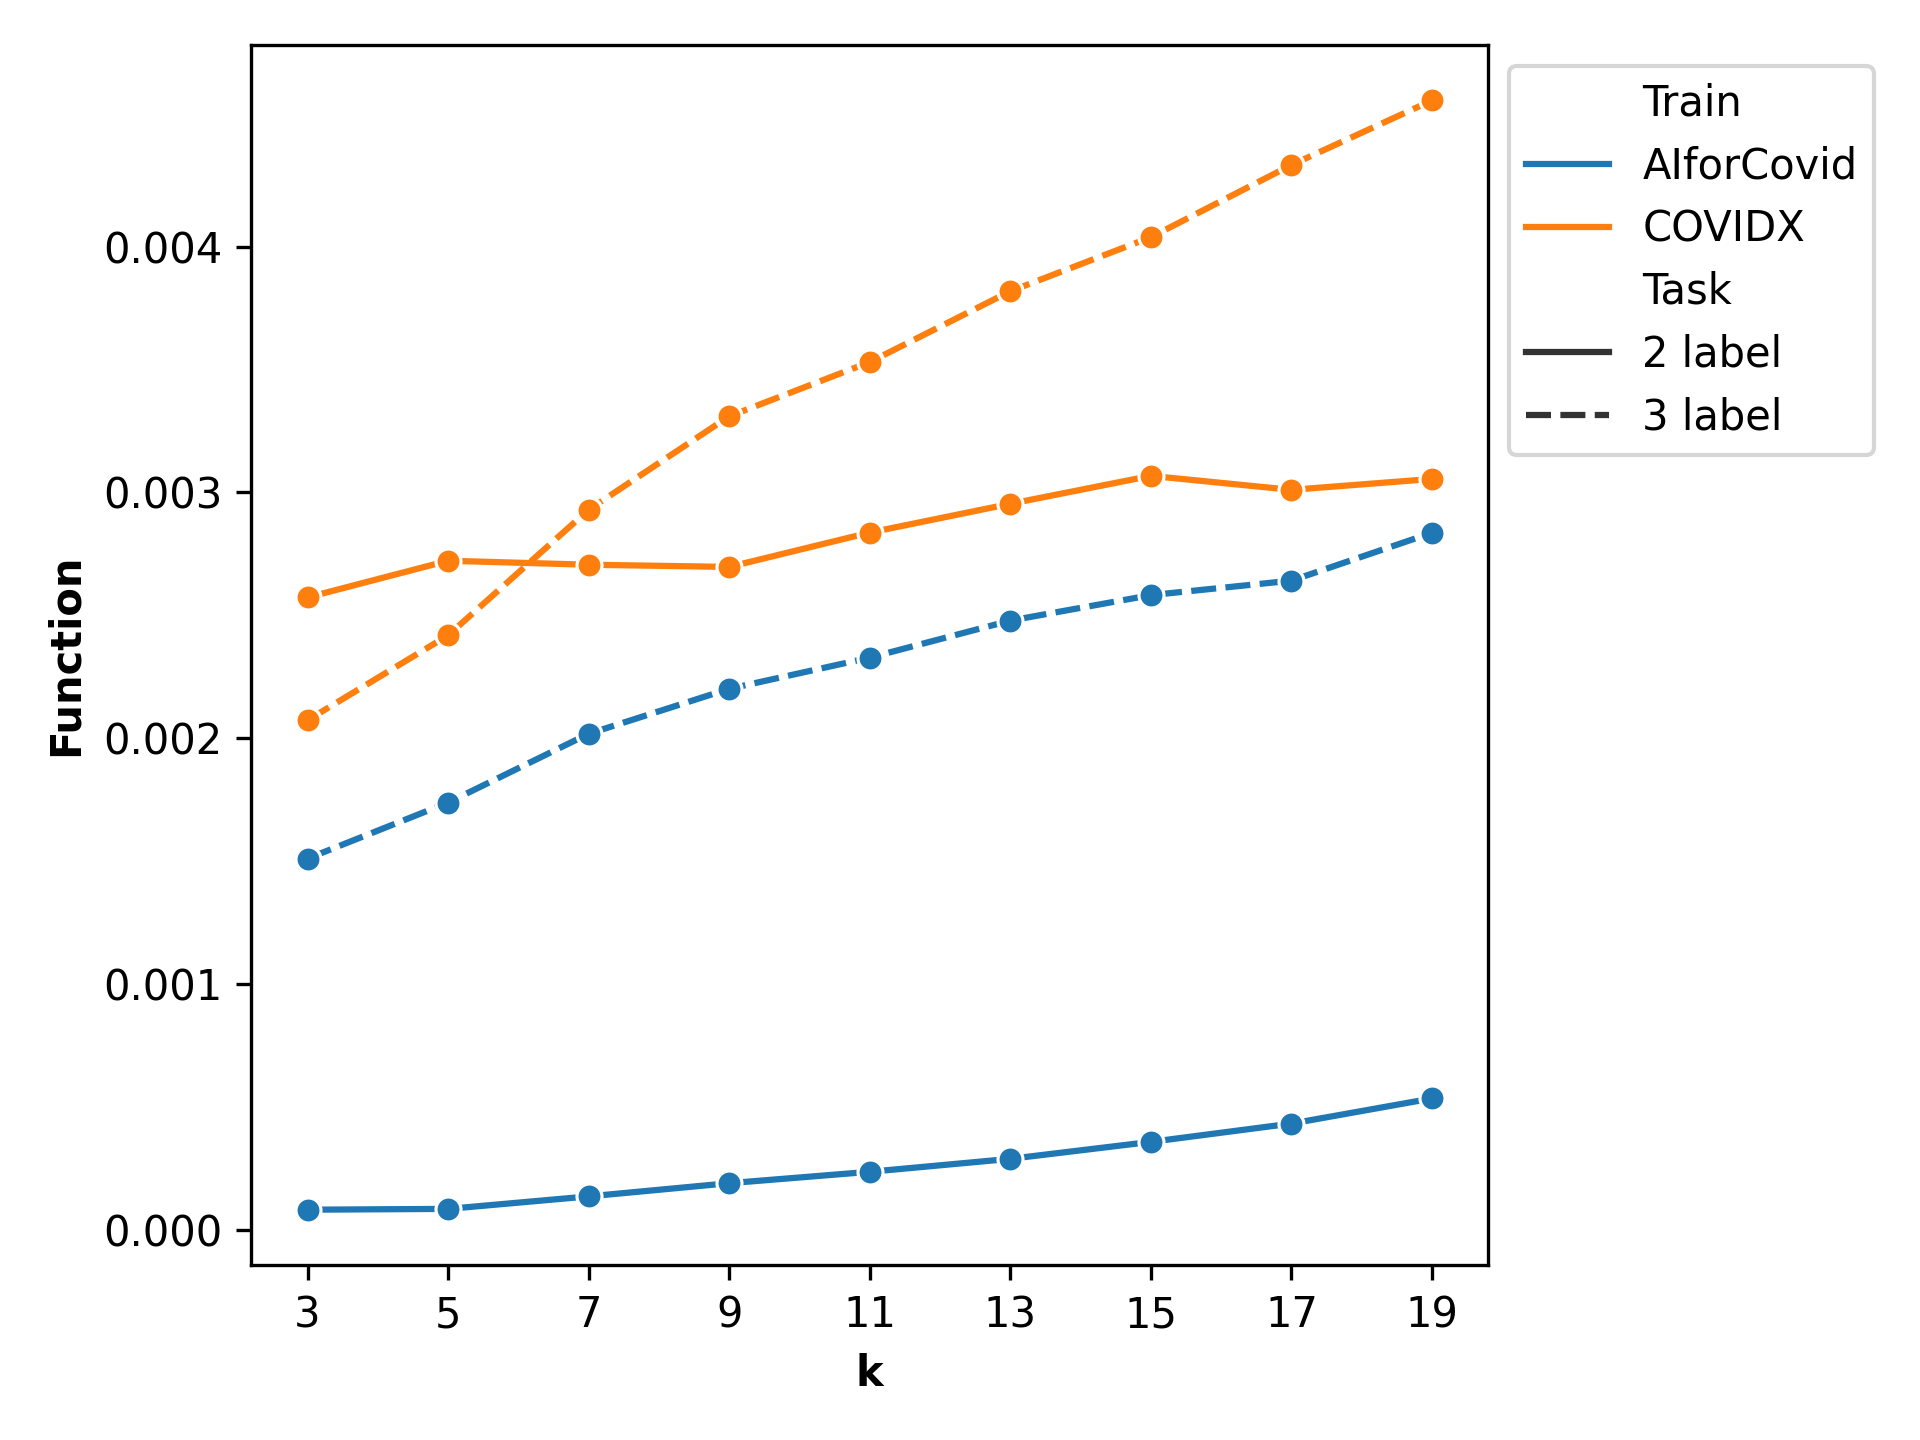 Train
AIforCovid
COVIDX
Task
2 label
3 label
Function
0.004
0.003
0.002
0.001
0.000
3 5 7 9 11 13 15 17 19
k